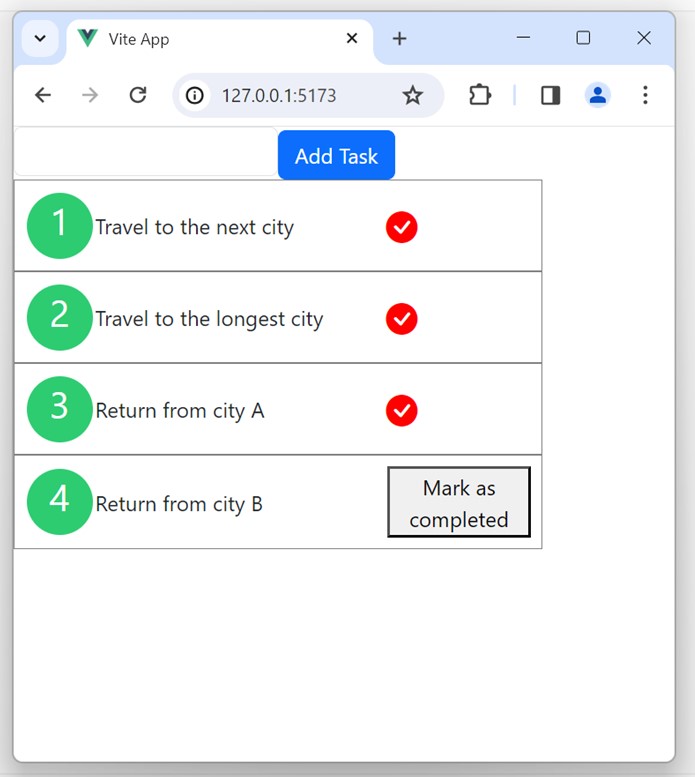 Vite App
127.0.0.1:5173
Add Task
1 Travel to the next city
2 Travel to the longest city
3 Return from city A
4 Return from city B
Mark as
completed